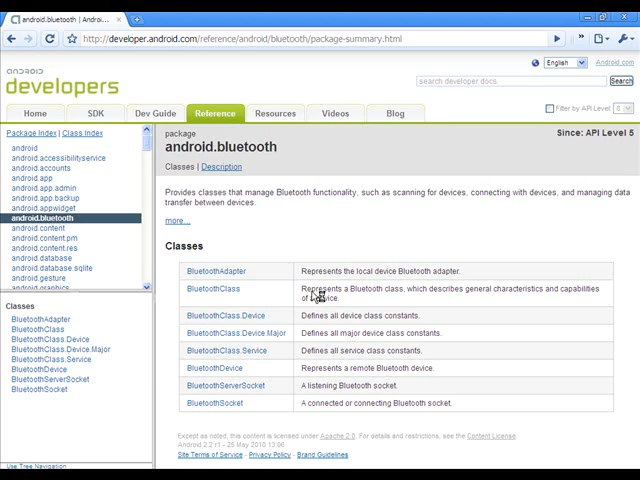 android.bluetooth | Androi...
http://developer.android.com/reference/android/bluetooth/package-summary.html
English
Android.com
android
developers
search developer docs
Search
Home
SDK
Dev Guide
Reference
Resources
Videos
Blog
Filter by API Level:
Package Index | Class Index
android
android.accessibilityservice
android.accounts
android.app
android.app.admin
android.app.backup
android.appwidget
android.bluetooth
android.content
android.content.pm
android.content.res
android.database
android.database.sqlite
android.gesture
android.graphics
Classes
BluetoothAdapter
BluetoothClass
BluetoothClass.Device
BluetoothClass.Device.Major
BluetoothClass.Service
BluetoothDevice
BluetoothServerSocket
BluetoothSocket
Use Tree Navigation
package
Since: API Level 5
android.bluetooth
Classes | Description
Provides classes that manage Bluetooth functionality, such as scanning for devices, connecting with devices, and managing data
transfer between devices.
more...
Classes
BluetoothAdapter Represents the local device Bluetooth adapter.
BluetoothClass Represents a Bluetooth class, which describes general characteristics and capabilities
of
BluetoothClass.Device Defines all device class constants.
BluetoothClass.Device.Major Defines all major device class constants.
BluetoothClass.Service Defines all service class constants.
BluetoothDevice Represents a remote Bluetooth device.
BluetoothServerSocket A listening Bluetooth socket.
BluetoothSocket A connected or connecting Bluetooth socket.
Except as noted, this content is licensed under Apache 2.0. For details and restrictions, see the Content License.
Android 2.2 r1 - 25 May 2010 13:06
Site Terms of Service - Privacy Policy - Brand Guidelines